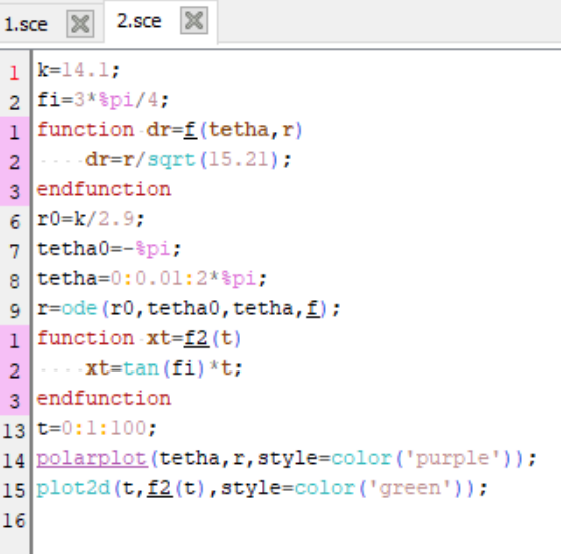 1.sce 2.sce
1 k=14.1;
2 fi=3*%pi/4;
1 function dr=f(tetha,r)
2 dr=r/sqrt(15.21);
3 endfunction
6 r0=k/2.9;
7 tetha0=-%pi;
8 tetha=0:0.01:2*%pi;
9 r=ode(r0,tetha0,tetha,f);
1 function xt=f2(t)
2 xt=tan(fi)*t;
3 endfunction
13 t=0:1:100;
14 polarplot(tetha,r,style=color('purple'));
15 plot2d(t,f2(t),style=color('green'));
16